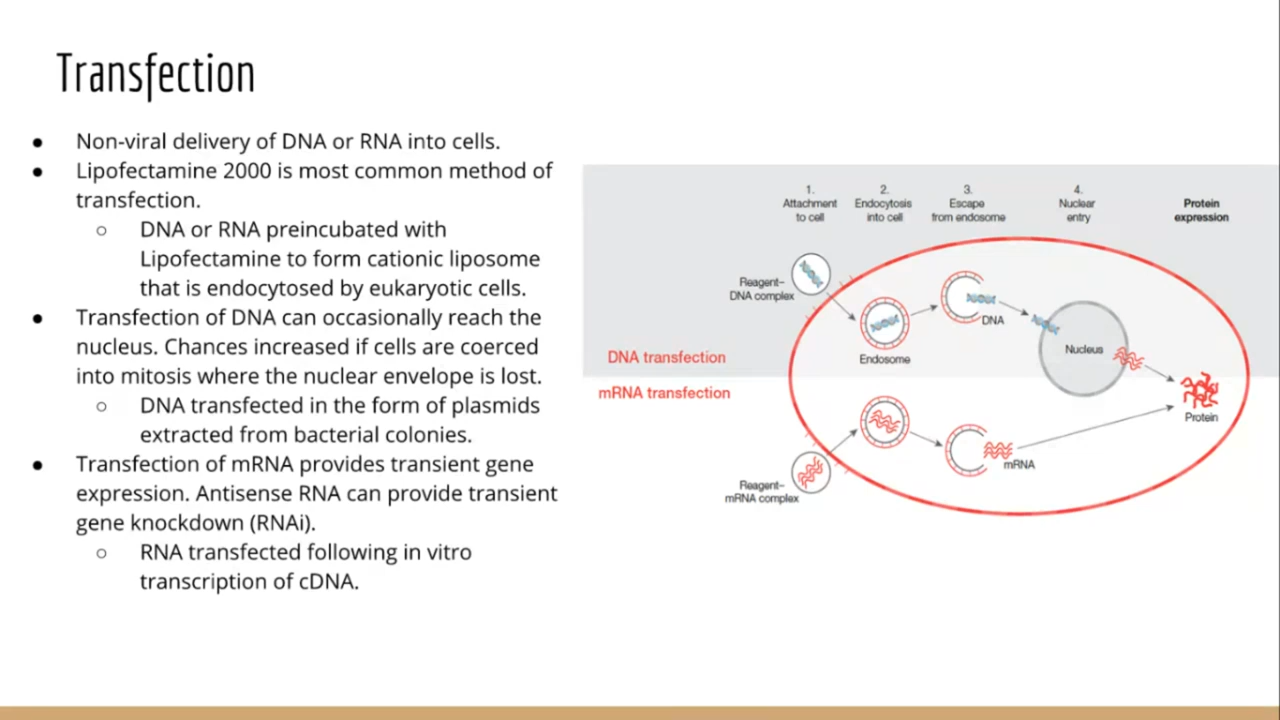 Transfection
● Non-viral delivery of DNA or RNA into cells.
● Lipofectamine 2000 is most common method of
transfection.
○ DNA or RNA preincubated with
Lipofectamine to form cationic liposome
that is endocytosed by eukaryotic cells.
● Transfection of DNA can occasionally reach the
nucleus. Chances increased if cells are coerced
into mitosis where the nuclear envelope is lost.
○ DNA transfected in the form of plasmids
extracted from bacterial colonies.
● Transfection of mRNA provides transient gene
expression. Antisense RNA can provide transient
gene knockdown (RNAi).
○ RNA transfected following in vitro
transcription of cDNA.
1.
Attachment
to cell
2.
Endocytosis
into cell
3.
Escape
from endosome
4.
Nuclear
entry
Protein
expression
Reagent–
DNA complex
Endosome
DNA
Nucleus
DNA transfection
mRNA transfection
Protein
mRNA
Reagent–
mRNA complex